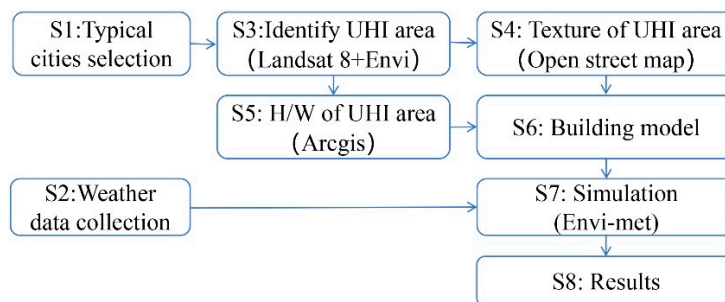 S1:Typical
cities selection
S3:Identify UHI area
(Landsat 8+Envi)
S4: Texture of UHI area
(Open street map)
S5: H/W of UHI area
(Arcgis)
S6: Building model
S2:Weather
data collection
S7: Simulation
(Envi-met)
S8: Results